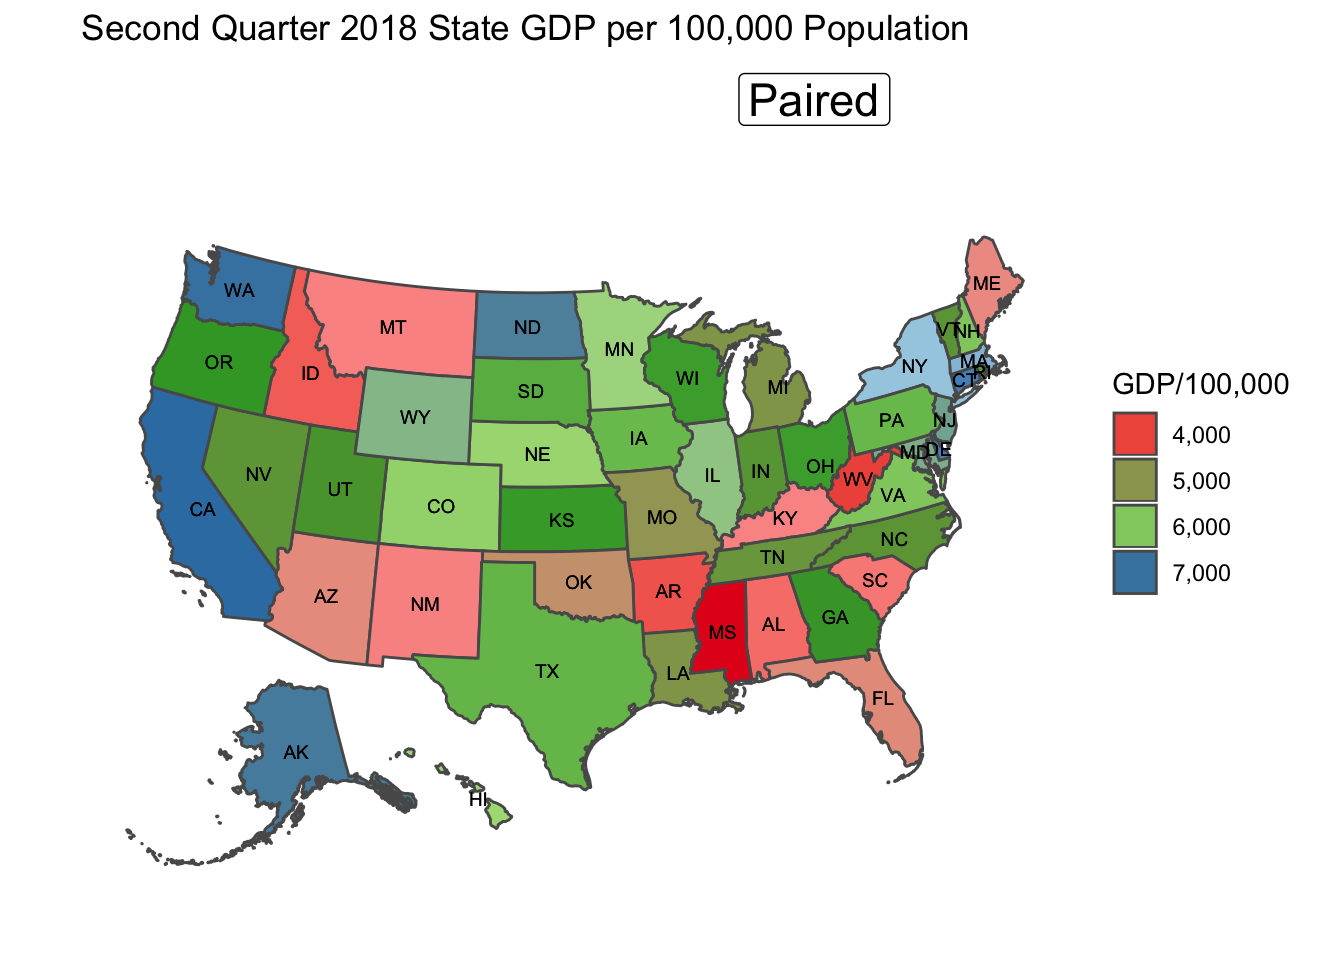 Second Quarter 2018 State GDP per 100,000 Population
Paired
WA
MT
ND
MN
ME
VT
NH
OR
ID
SD
WI
MI
NY
MA
RI
CT
WY
IA
PA
NJ
NE
IL
IN
OH
MD
DE
NV
UT
CO
KS
MO
WV
VA
CA
KY
NC
AZ
NM
OK
TN
AR
SC
MS
AL
GA
TX
LA
FL
AK
HI
GDP/100,000
4,000
5,000
6,000
7,000